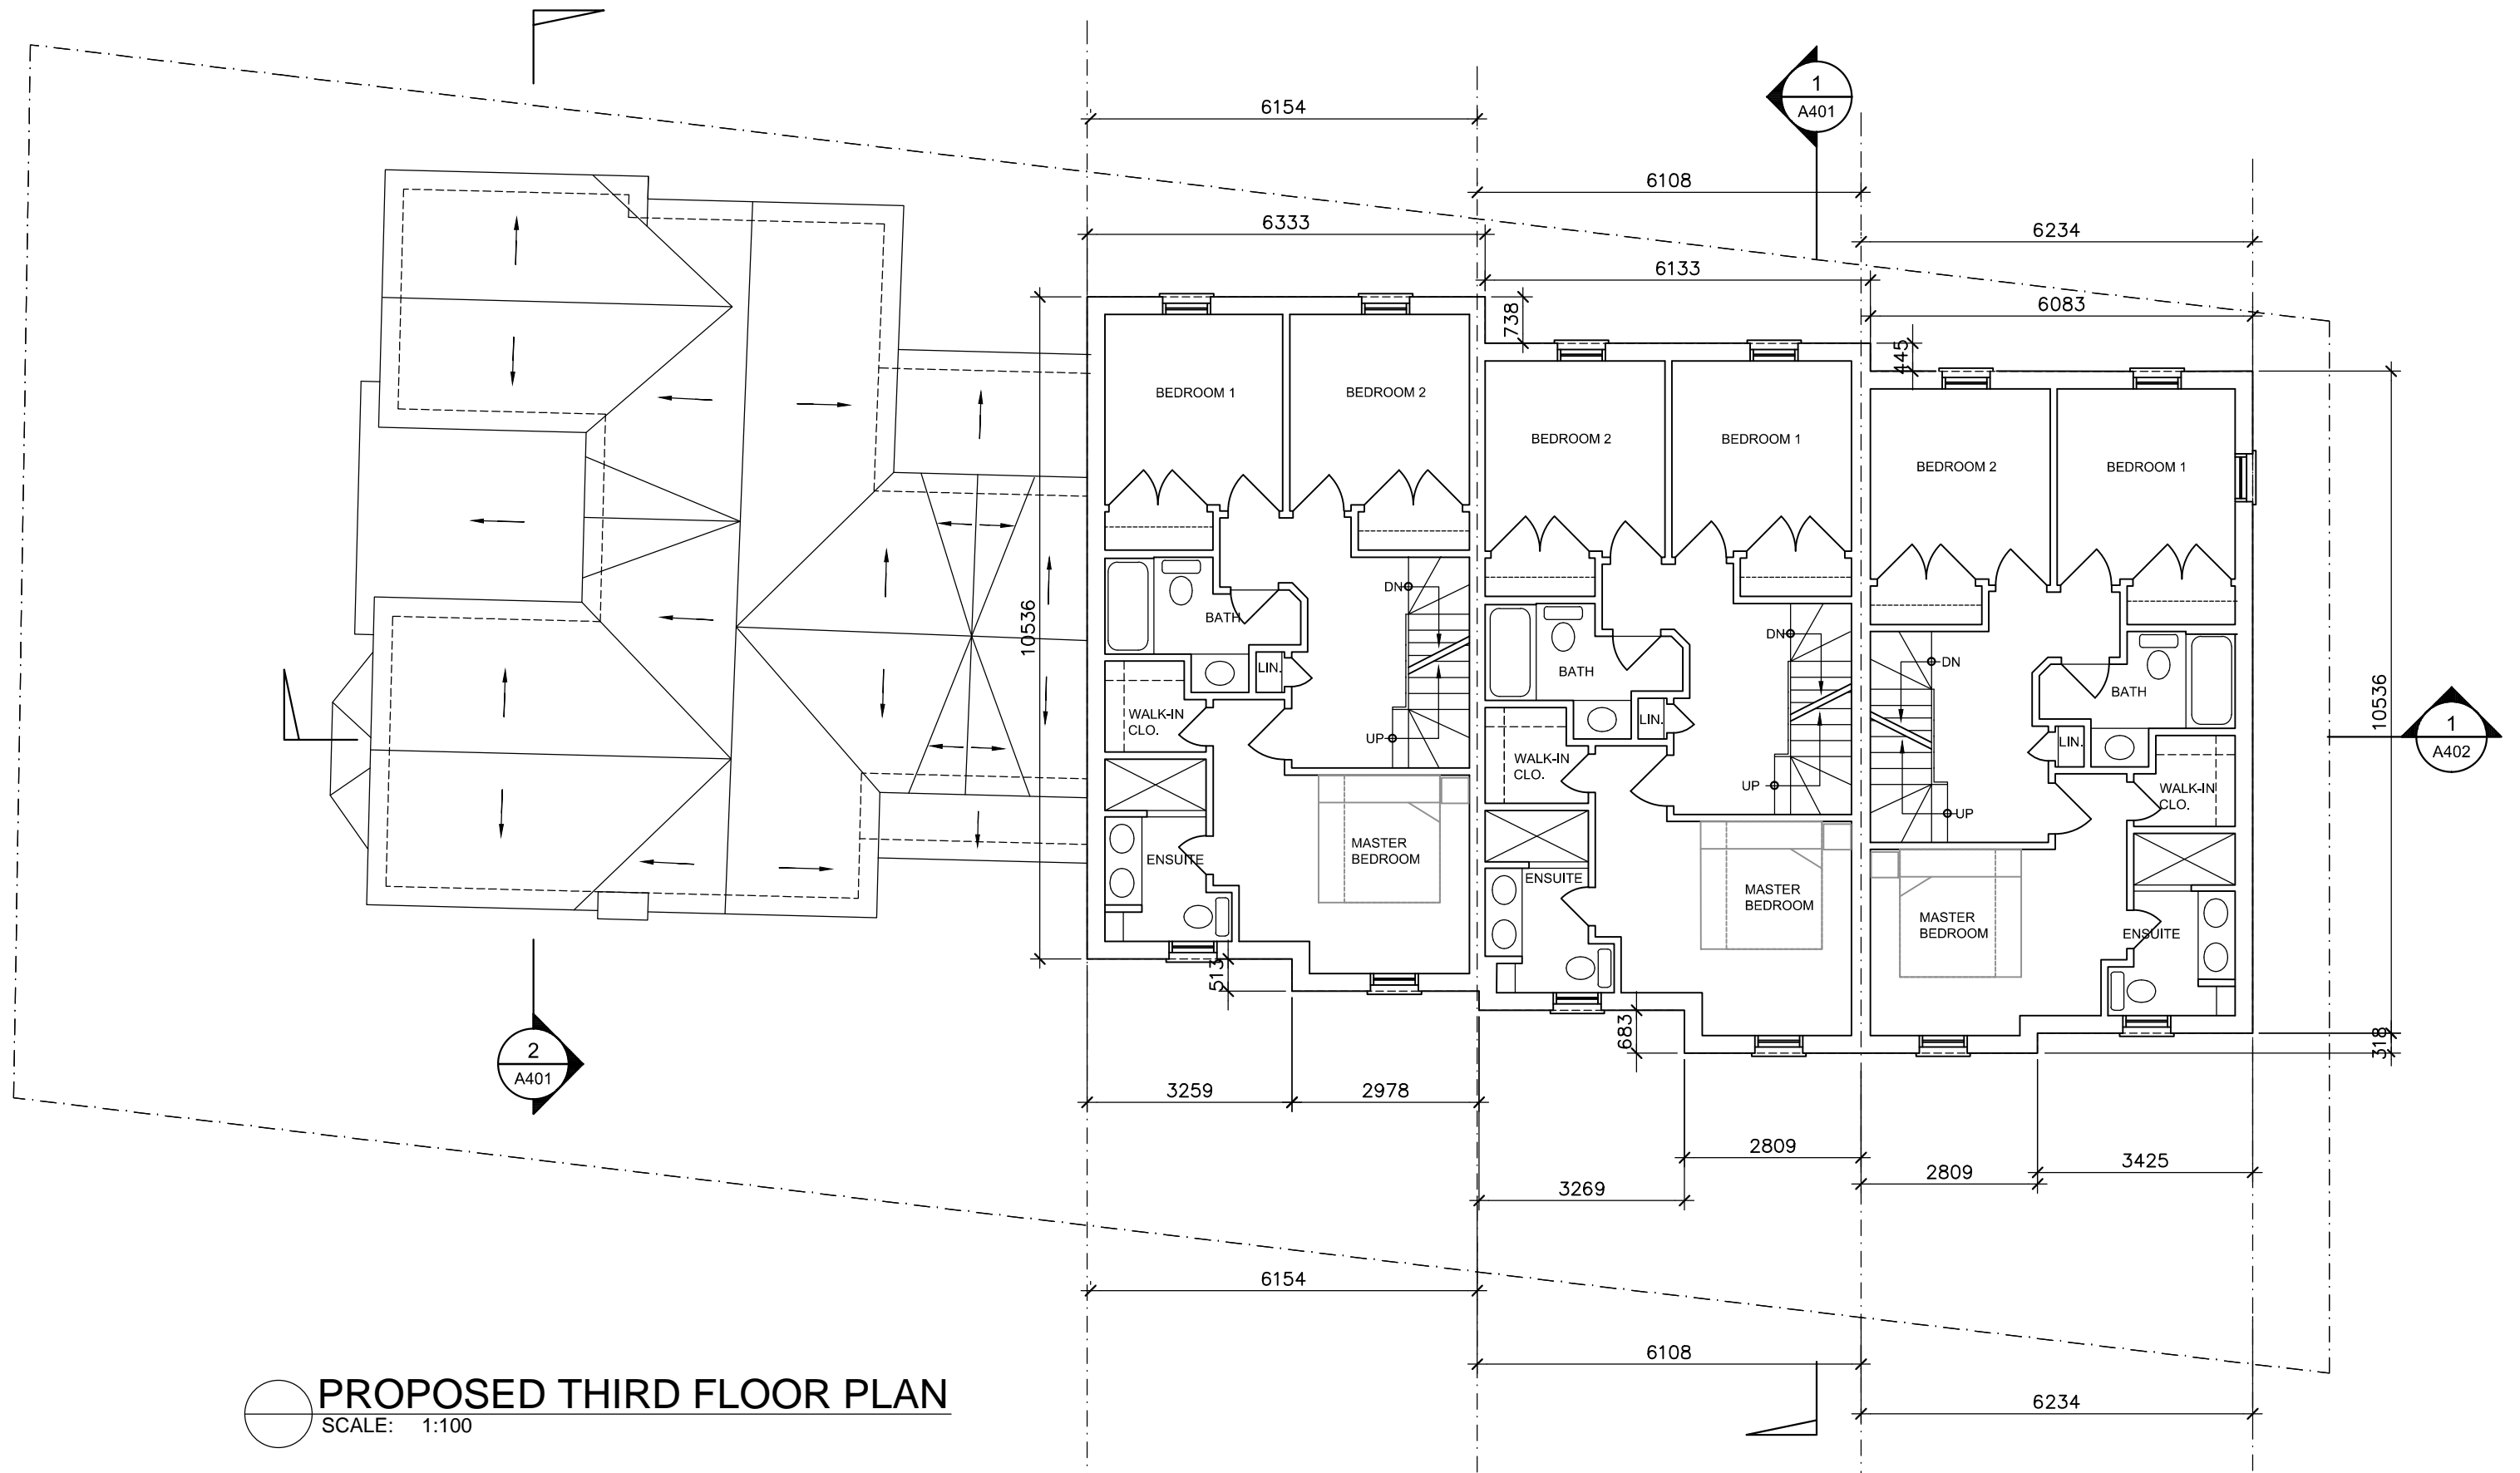 1
A401
6154
6108
6333
6234
6133
6083
738
445
BEDROOM 1
BEDROOM 2
BEDROOM 2
BEDROOM 1
BEDROOM 2
BEDROOM 1
10536
DN
BATH
LIN.
WALK-IN
CLO.
UP
ENSUITE
MASTER
BEDROOM
DN
BATH
LIN.
WALK-IN
CLO.
UP
ENSUITE
MASTER
BEDROOM
DN
BATH
LIN.
WALK-IN
CLO.
UP
ENSUITE
MASTER
BEDROOM
10536
1
A402
513
683
318
2
A401
3259
2978
2809
3425
2809
3269
6154
6108
6234
PROPOSED THIRD FLOOR PLAN
SCALE: 1:100